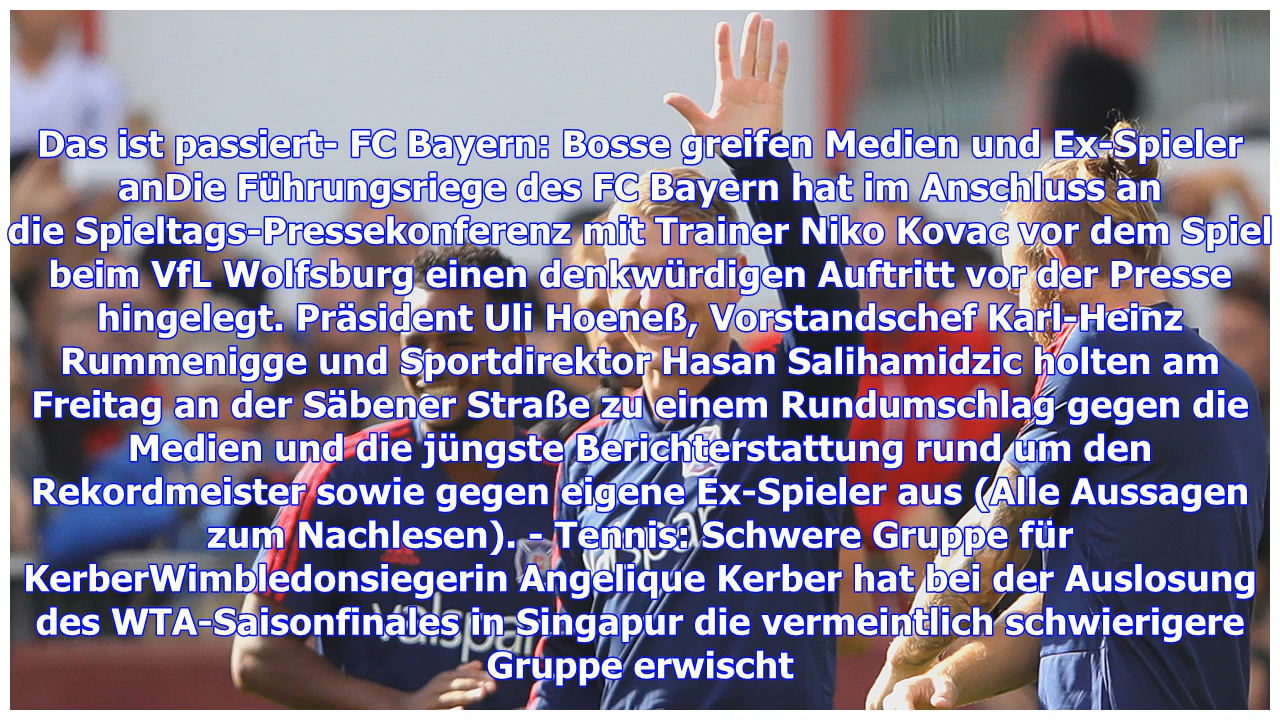 Das ist passiert- FC Bayern: Bosse greifen Medien und Ex-Spieler
anDie Führungsriege des FC Bayern hat im Anschluss an
die Spieltags-Pressekonferenz mit Trainer Niko Kovac vor dem Spiel
beim VfL Wolfsburg einen denkwürdigen Auftritt vor der Presse
hingelegt. Präsident Uli Hoeneß, Vorstandschef Karl-Heinz
Rummenigge und Sportdirektor Hasan Salihamidzic holten am
Freitag an der Säbener Straße zu einem Rundumschlag gegen die
Medien und die jüngste Berichterstattung rund um den
Rekordmeister sowie gegen eigene Ex-Spieler aus (Alle Aussagen
zum Nachlesen). - Tennis: Schwere Gruppe für
KerberWimbledonsiegerin Angelique Kerber hat bei der Auslosung
des WTA-Saisonfinales in Singapur die vermeintlich schwierigere
Gruppe erwischt